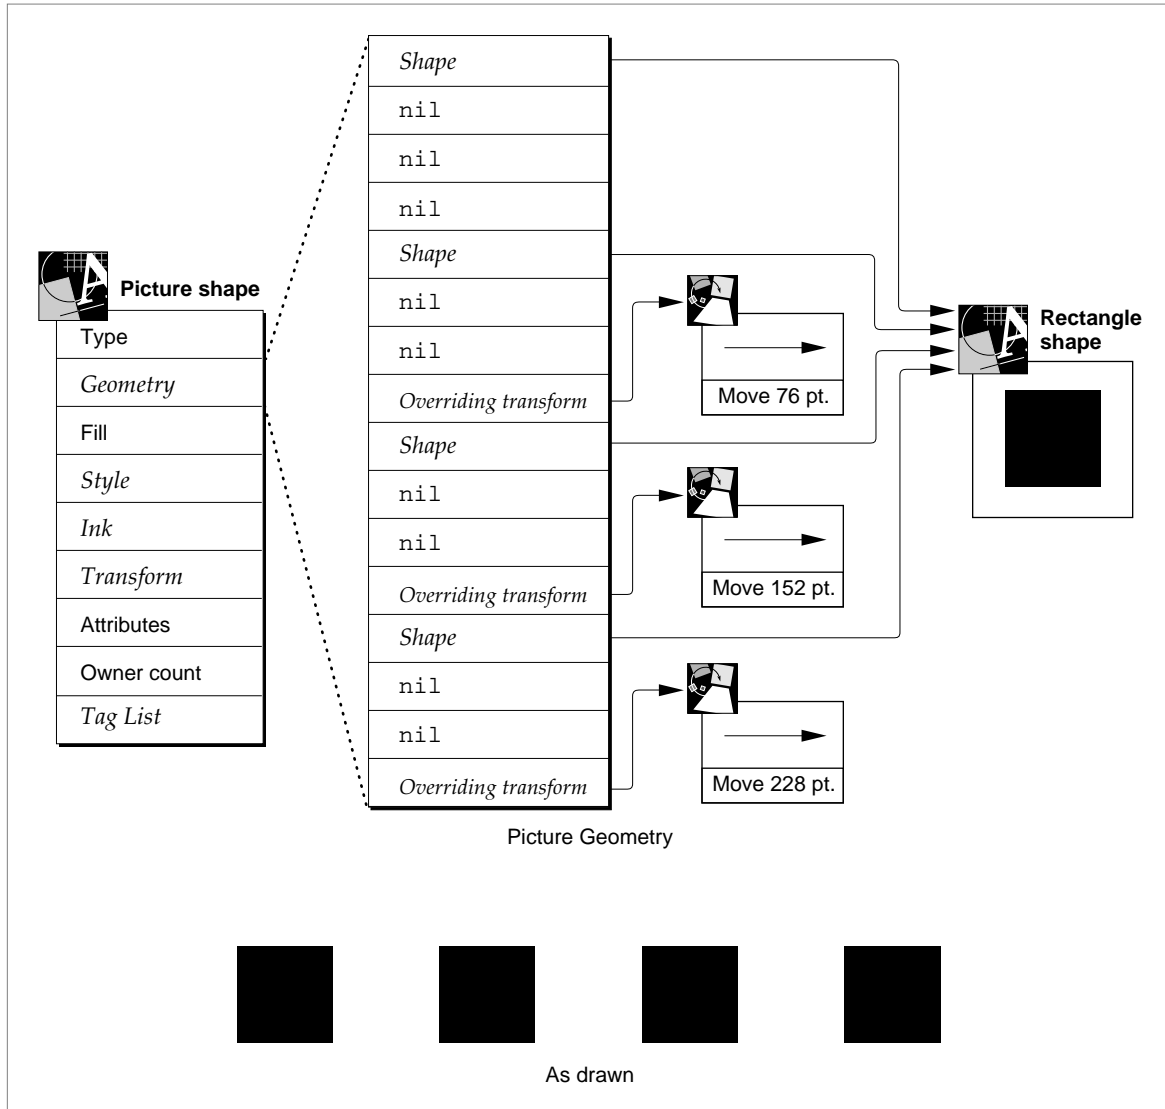 Picture shape
Type
Geometry
Fill
Style
Ink
Transform
Attributes
Owner count
Tag List
Shape
nil
nil
nil
Shape
nil
nil
Overriding transform
Shape
nil
nil
Overriding transform
Shape
nil
nil
Overriding transform
Picture Geometry
Move 76 pt.
Move 152 pt.
Move 228 pt.
Rectangle
shape
As drawn